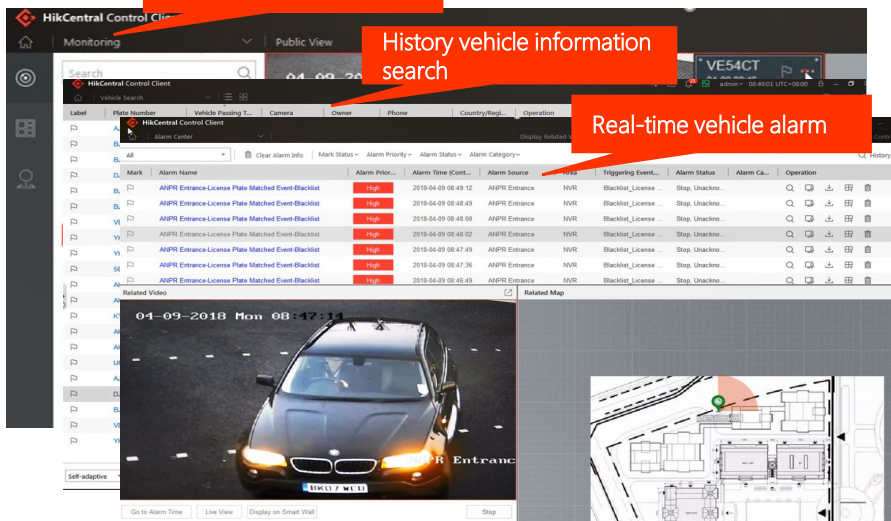 HikCentral Control Client
Monitoring
Public View
History vehicle information
search
VE54CT
Search
HikCentral Control Client
admin 08:49:01 UTC+08:00
Vehicle Search
Label Plate Number Vehicle Passing T... Camera Owner Phone Country/Regi... Operation
HikCentral Control Client
Real-time vehicle alarm
Alarm Center
All Clear Alarm Info Mark Status Alarm Priority Alarm Status Alarm Category
History
Mark Alarm Name Alarm Prior... Alarm Time (Cont... Alarm Source Area Triggering Event... Alarm Status Alarm Ca... Operation
ANPR Entrance-License Plate Matched Event-Blacklist High 2018-04-09 08:49:12 ANPR Entrance NVR Blacklist_License ... Stop, Unackno...
ANPR Entrance-License Plate Matched Event-Blacklist High 2018-04-09 08:48:49 ANPR Entrance NVR Blacklist_License ... Stop, Unackno...
ANPR Entrance-License Plate Matched Event-Blacklist High 2018-04-09 08:48:08 ANPR Entrance NVR Blacklist_License ... Stop, Unackno...
ANPR Entrance-License Plate Matched Event-Blacklist High 2018-04-09 08:48:02 ANPR Entrance NVR Blacklist_License ... Stop, Unackno...
ANPR Entrance-License Plate Matched Event-Blacklist High 2018-04-09 08:47:49 ANPR Entrance NVR Blacklist_License ... Stop, Unackno...
ANPR Entrance-License Plate Matched Event-Blacklist High 2018-04-09 08:47:36 ANPR Entrance NVR Blacklist_License ... Stop, Unackno...
ANPR Entrance-License Plate Matched Event-Blacklist High 2018-04-09 08:46:49 ANPR Entrance NVR Blacklist_License ... Stop, Unackno...
Related Video
Related Map
04-09-2018 Mon 08:47:14
Self-adaptive
Go to Alarm Time Live View Display on Smart Wall Stop